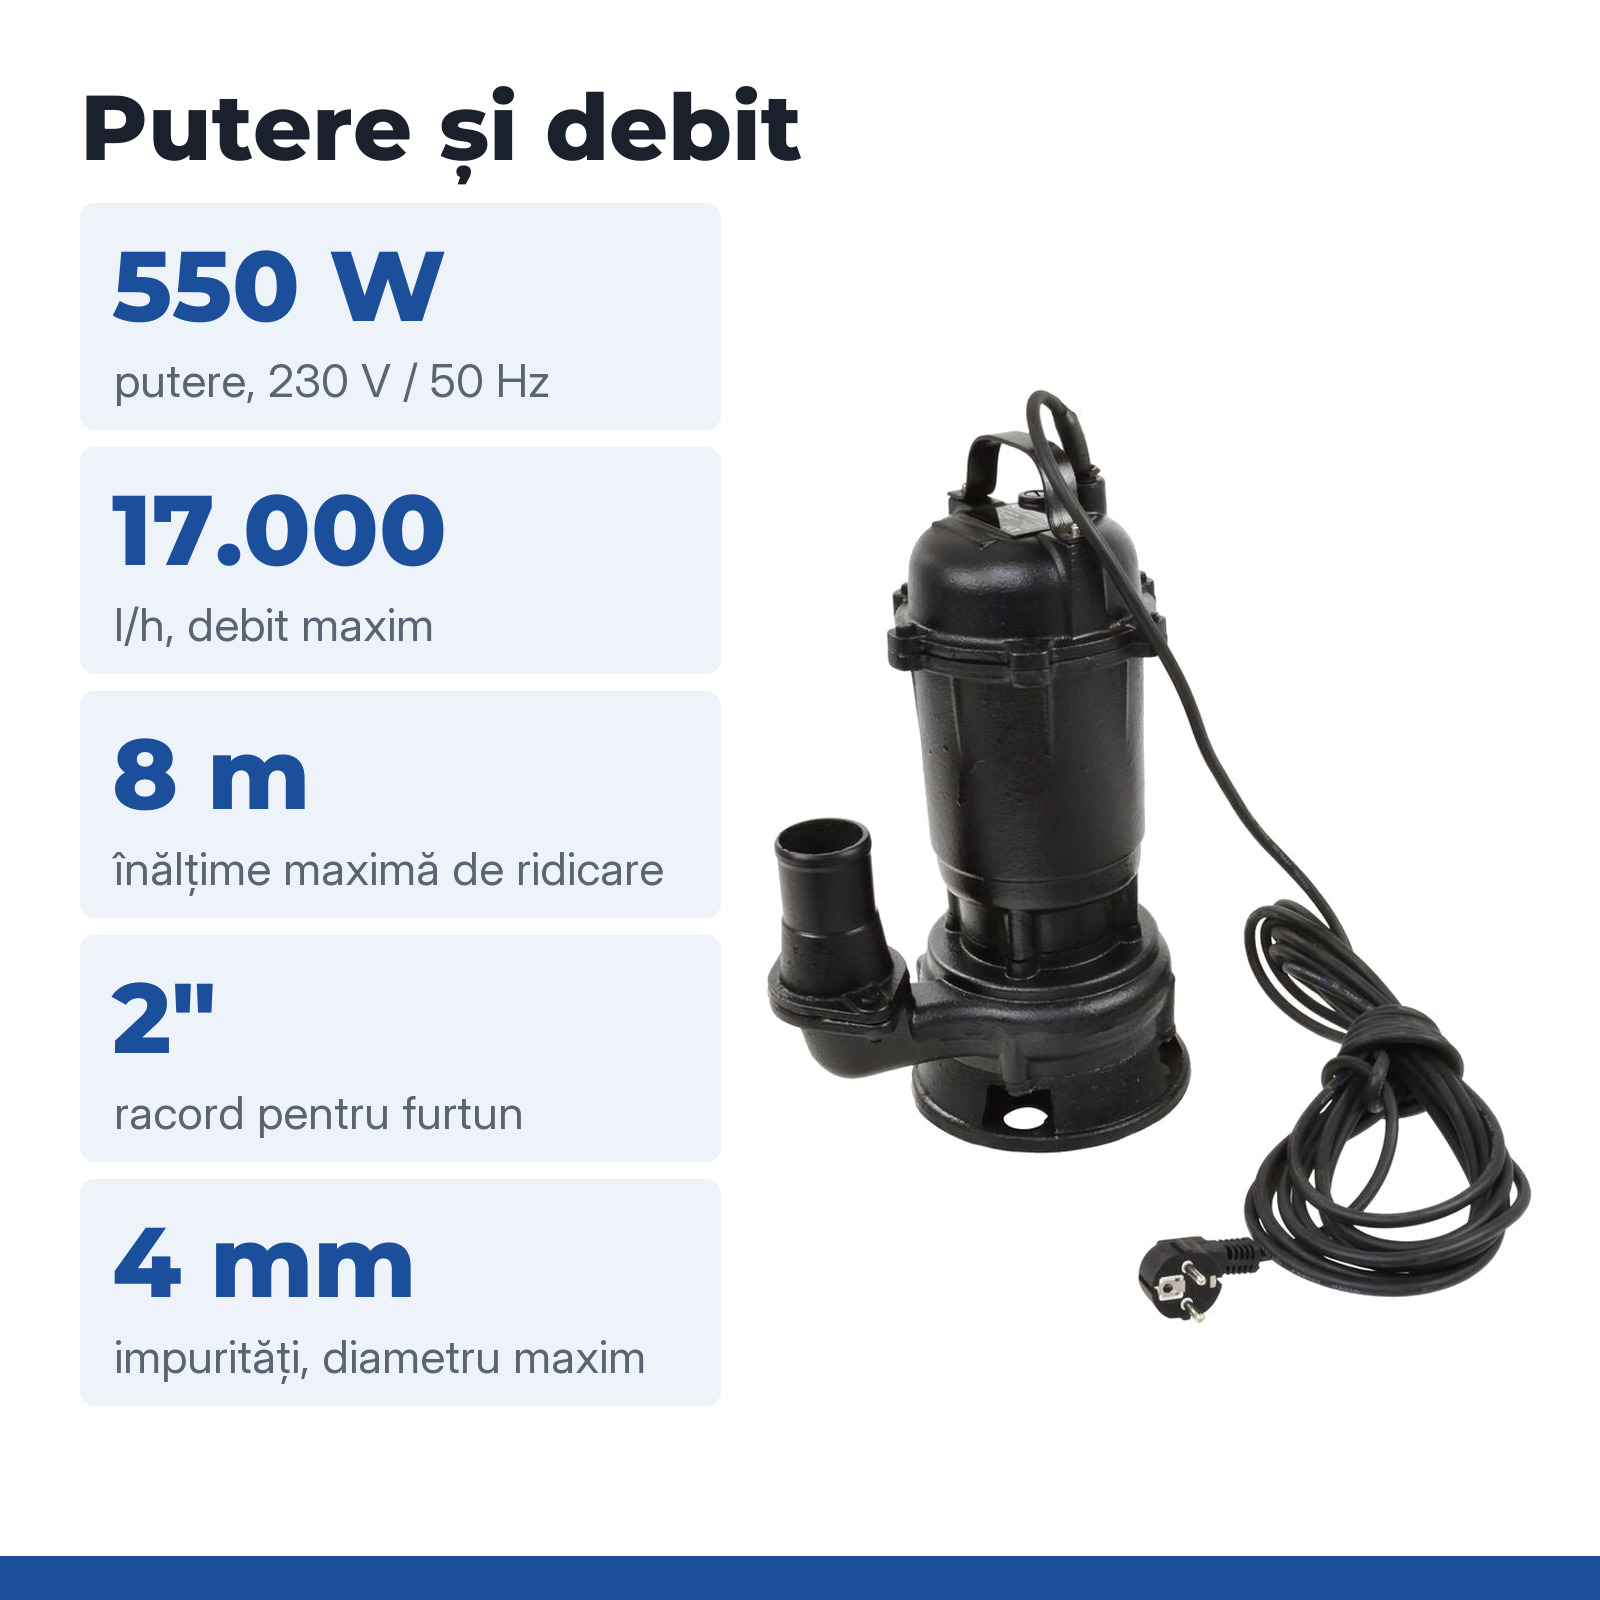 Putere și debit
550 W
putere, 230 V / 50 Hz
17.000
l/h, debit maxim
8 m
înălțime maximă de ridicare
2"
racord pentru furtun
4 mm
impurități, diametru maxim